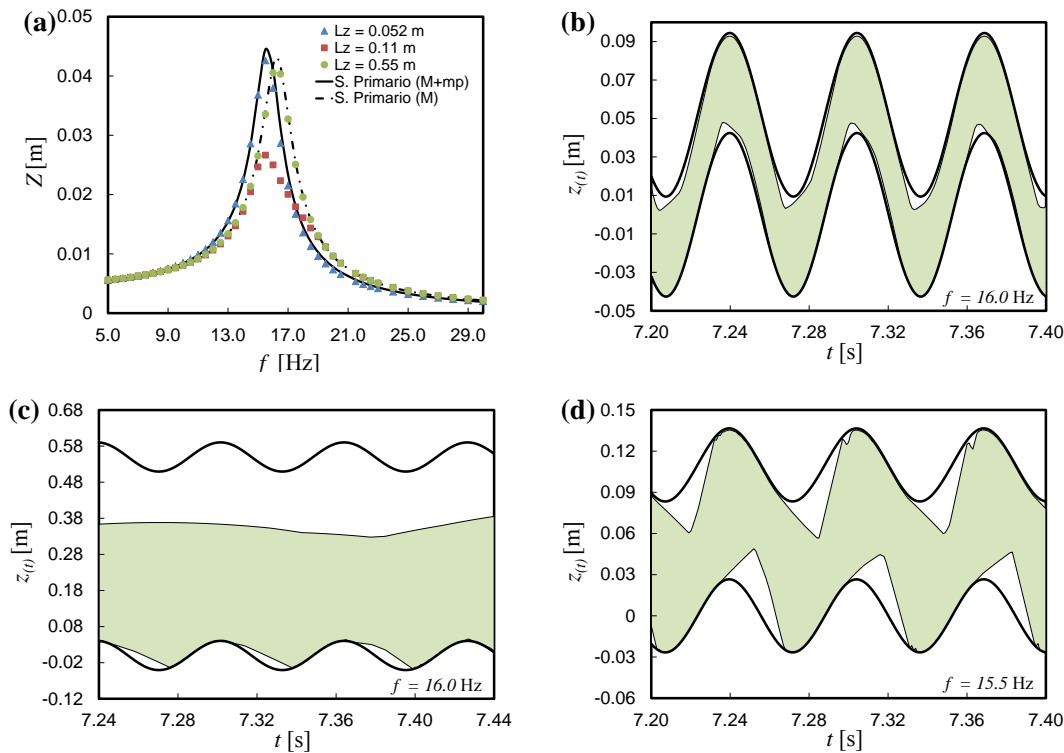 (a)
0.05
0.04
0.03
0.02
0.01
0
Z [m]
5.0 9.0 13.0 17.0 21.0 25.0 29.0
f [Hz]
Lz = 0.052 m
Lz = 0.11 m
Lz = 0.55 m
S. Primario (M+mp)
S. Primario (M)
(b)
0.09
0.07
0.05
0.03
0.01
-0.01
-0.03
-0.05
z(t) [m]
f = 16.0 Hz
7.20 7.24 7.28 7.32 7.36 7.40
t [s]
(c)
0.68
0.58
0.48
0.38
0.28
0.18
0.08
-0.02
-0.12
z(t) [m]
f = 16.0 Hz
7.24 7.28 7.32 7.36 7.40 7.44
t [s]
(d)
0.15
0.12
0.09
0.06
0.03
0
-0.03
-0.06
z(t) [m]
f = 15.5 Hz
7.20 7.24 7.28 7.32 7.36 7.40
t [s]